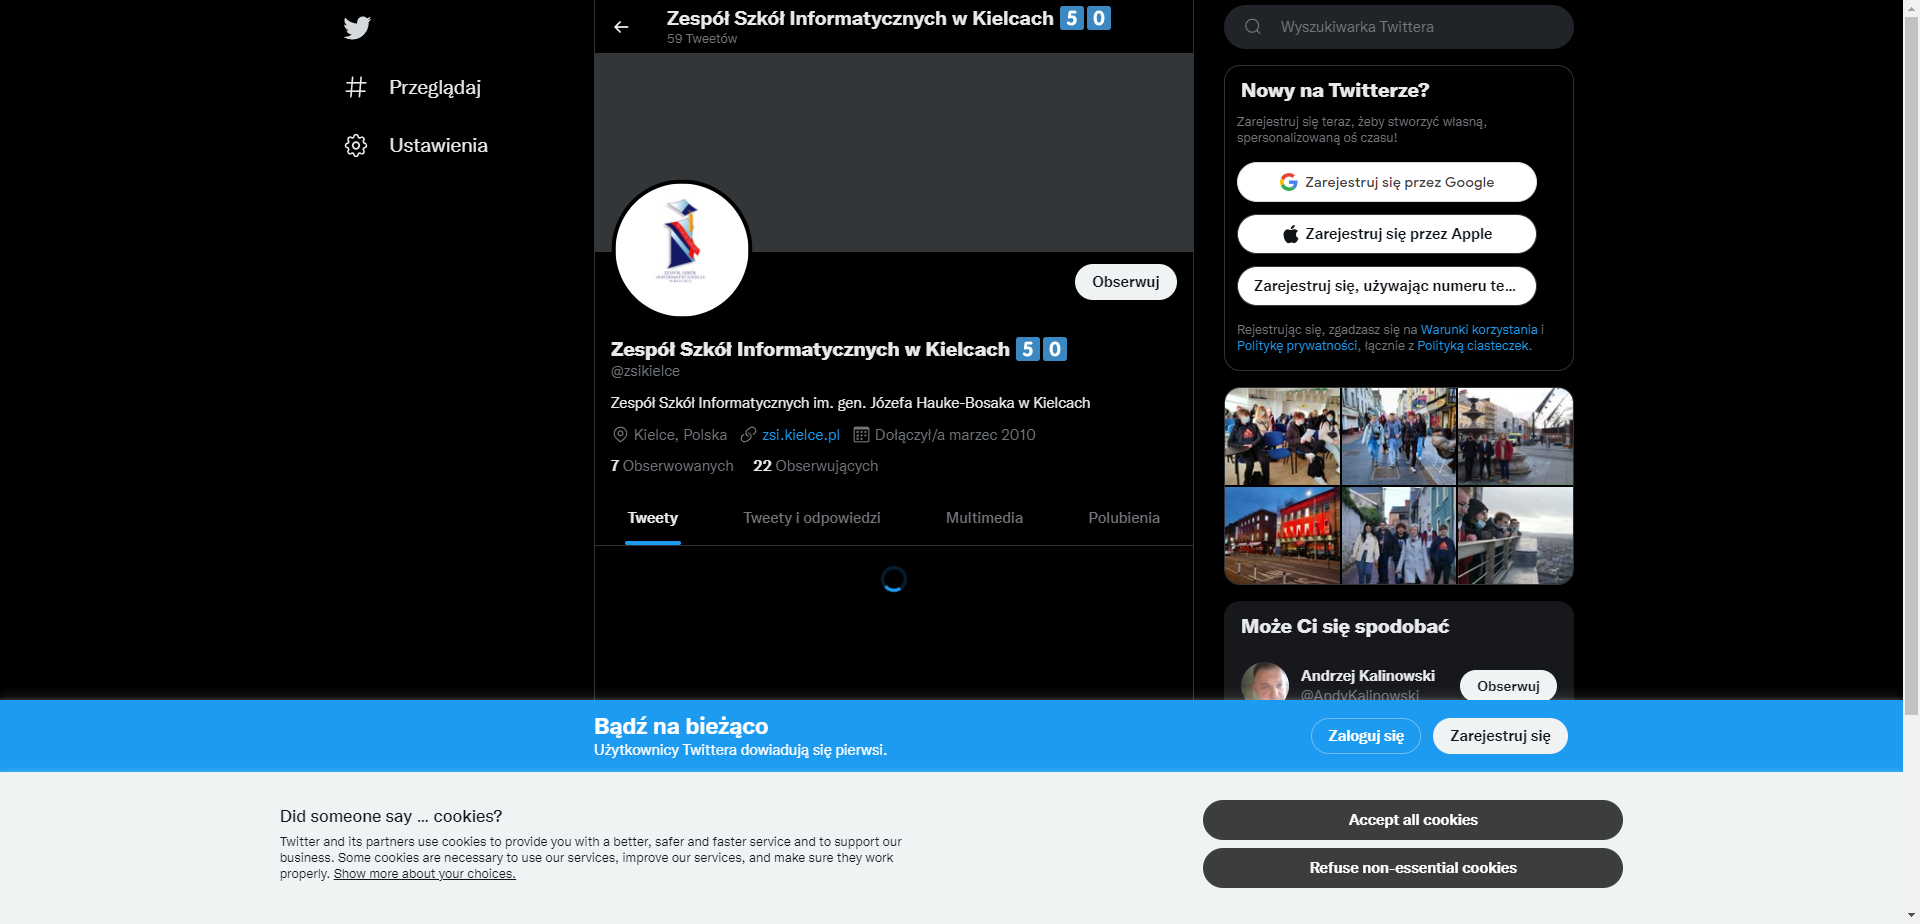 Przeglądaj
Ustawienia
Zespół Szkół Informatycznych w Kielcach 5️⃣0️⃣
59 Tweetów
Obserwuj
Zespół Szkół Informatycznych w Kielcach 5️⃣0️⃣
@zsikielce
Zespół Szkół Informatycznych im. gen. Józefa Hauke-Bosaka w Kielcach
Kielce, Polska zsi.kielce.pl Dołączył/a marzec 2010
7 Obserwowanych 22 Obserwujących
Tweety Tweety i odpowiedzi Multimedia Polubienia
Wyszukiwarka Twittera
Nowy na Twitterze?
Zarejestruj się teraz, żeby stworzyć własną,
spersonalizowaną oś czasu!
Zarejestruj się przez Google
Zarejestruj się przez Apple
Zarejestruj się, używając numeru te...
Rejestrując się, zgadzasz się na Warunki korzystania i
Politykę prywatności, łącznie z Polityką ciasteczek.
Może Ci się spodobać
Andrzej Kalinowski
@AndyKalinowski
Obserwuj
Bądź na bieżąco
Użytkownicy Twittera dowiadują się pierwsi.
Zaloguj się
Zarejestruj się
Did someone say … cookies?
Twitter and its partners use cookies to provide you with a better, safer and faster service and to support our
business. Some cookies are necessary to use our services, improve our services, and make sure they work
properly. Show more about your choices.
Accept all cookies
Refuse non-essential cookies